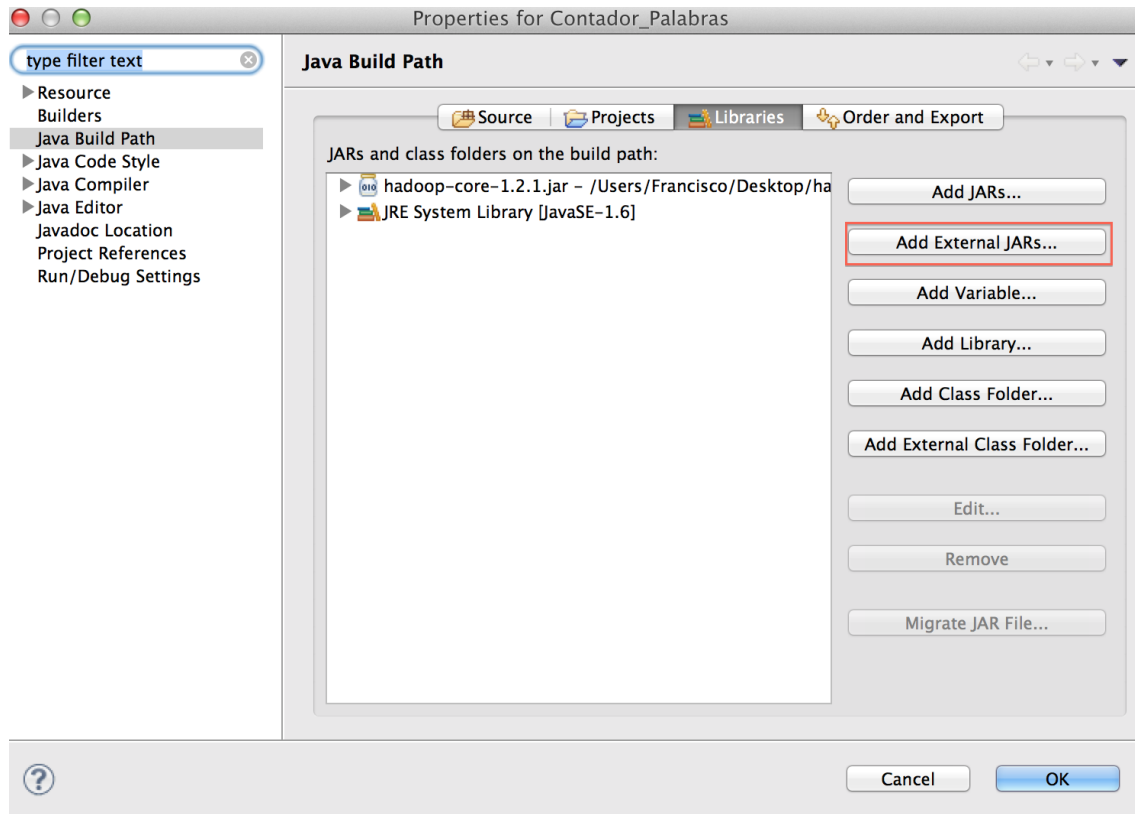 Properties for Contador_Palabras
type filter text
Resource
Builders
Java Build Path
Java Code Style
Java Compiler
Java Editor
Javadoc Location
Project References
Run/Debug Settings
Java Build Path
Source
Projects
Libraries
Order and Export
JARs and class folders on the build path:
hadoop-core-1.2.1.jar - /Users/Francisco/Desktop/ha
JRE System Library [JavaSE-1.6]
Add JARs...
Add External JARs...
Add Variable...
Add Library...
Add Class Folder...
Add External Class Folder...
Edit...
Remove
Migrate JAR File...
?
Cancel
OK